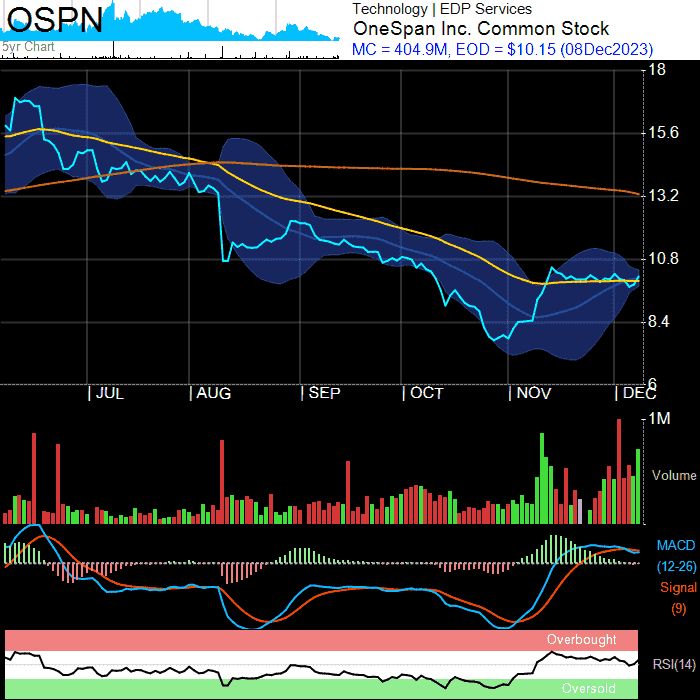 OSPN
5yr Chart
Technology | EDP Services
OneSpan Inc. Common Stock
MC = 404.9M, EOD = $10.15 (08Dec2023)
18
15.6
13.2
10.8
8.4
6
JUL AUG SEP OCT NOV DEC
1M
Volume
MACD
(12-26)
Signal
(9)
Overbought
RSI(14)
Oversold